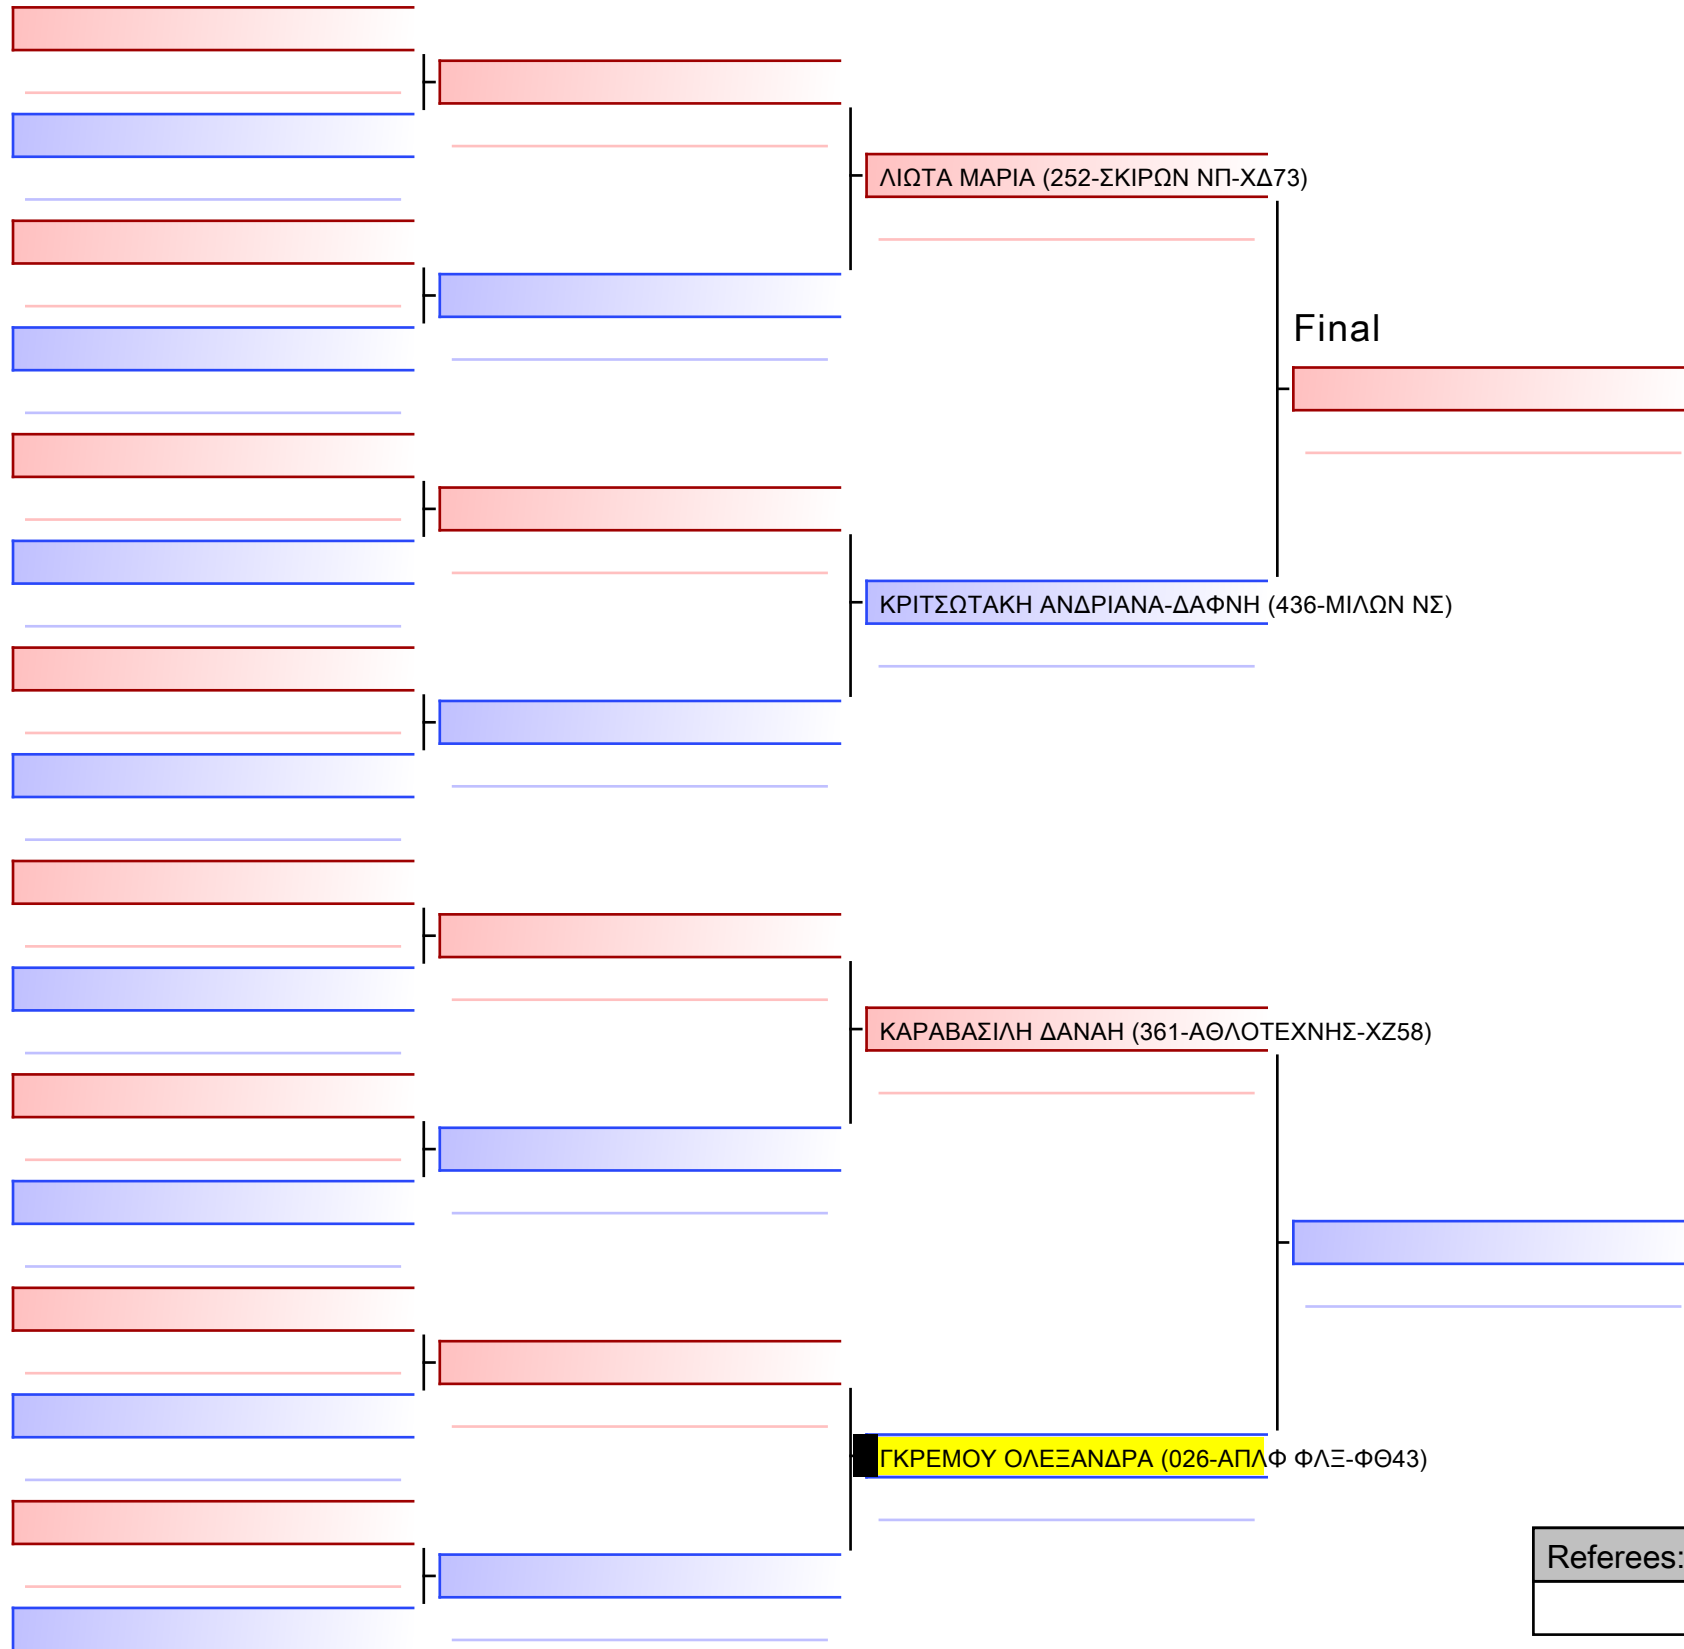 ΛΙΩΤΑ ΜΑΡΙΑ (252-ΣΚΙΡΩΝ ΝΠ-ΧΔ73)
Final
ΚΡΙΤΣΩΤΑΚΗ ΑΝΔΡΙΑΝΑ-ΔΑΦΝΗ (436-ΜΙΛΩΝ ΝΣ)
ΚΑΡΑΒΑΣΙΛΗ ΔΑΝΑΗ (361-ΑΘΛΟΤΕΧΝΗΣ-ΧΖ58)
ΓΚΡΕΜΟΥ ΟΛΕΞΑΝΔΡΑ (026-ΑΠΛΦ ΦΛΞ-ΦΘ43)
Referees: